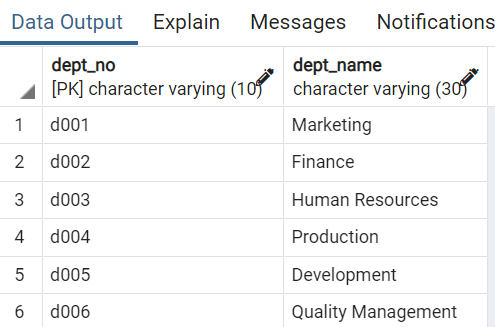 Data Output Explain Messages Notifications
dept_no dept_name
[PK] character varying (10) character varying (30)
1 d001 Marketing
2 d002 Finance
3 d003 Human Resources
4 d004 Production
5 d005 Development
6 d006 Quality Management